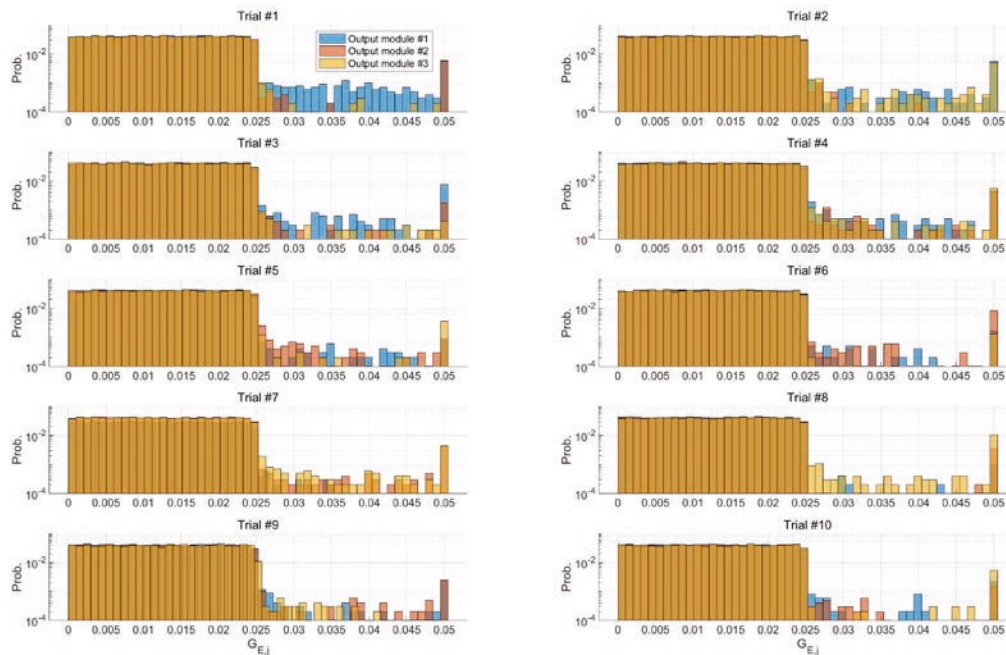 Trial #1
Prob.
10^-2
10^-4
Output module #1
Output module #2
Output module #3
0 0.005 0.01 0.015 0.02 0.025 0.03 0.035 0.04 0.045 0.05
Trial #2
Prob.
10^-2
10^-4
0 0.005 0.01 0.015 0.02 0.025 0.03 0.035 0.04 0.045 0.05
Trial #3
Prob.
10^-2
10^-4
0 0.005 0.01 0.015 0.02 0.025 0.03 0.035 0.04 0.045 0.05
Trial #4
Prob.
10^-2
10^-4
0 0.005 0.01 0.015 0.02 0.025 0.03 0.035 0.04 0.045 0.05
Trial #5
Prob.
10^-2
10^-4
0 0.005 0.01 0.015 0.02 0.025 0.03 0.035 0.04 0.045 0.05
Trial #6
Prob.
10^-2
10^-4
0 0.005 0.01 0.015 0.02 0.025 0.03 0.035 0.04 0.045 0.05
Trial #7
Prob.
10^-2
10^-4
0 0.005 0.01 0.015 0.02 0.025 0.03 0.035 0.04 0.045 0.05
Trial #8
Prob.
10^-2
10^-4
0 0.005 0.01 0.015 0.02 0.025 0.03 0.035 0.04 0.045 0.05
Trial #9
Prob.
10^-2
10^-4
0 0.005 0.01 0.015 0.02 0.025 0.03 0.035 0.04 0.045 0.05
G_E,j
Trial #10
Prob.
10^-2
10^-4
0 0.005 0.01 0.015 0.02 0.025 0.03 0.035 0.04 0.045 0.05
G_E,j